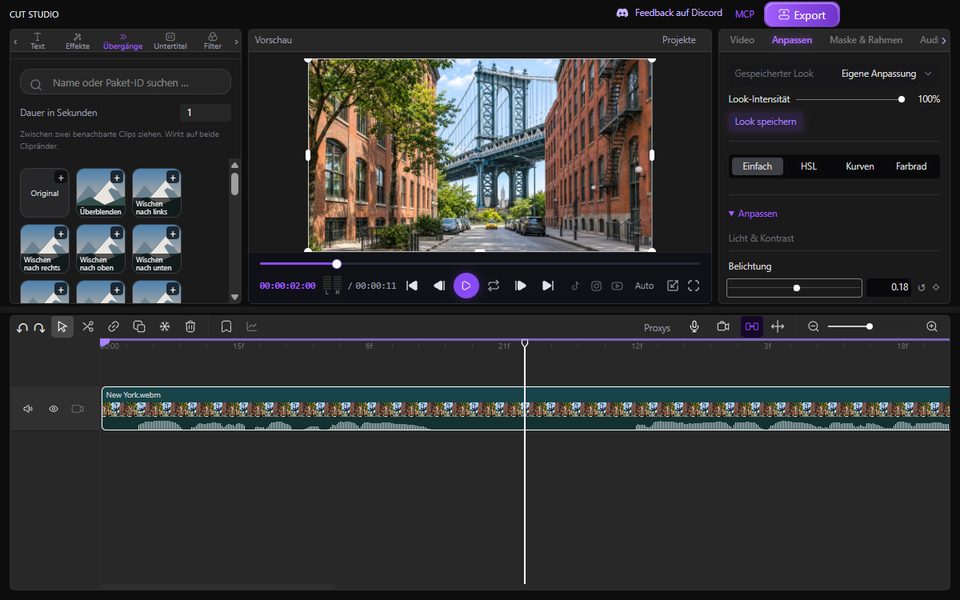 CUT STUDIO
Feedback auf Discord
MCP
Export
Text
Effekte
Übergänge
Untertitel
Filter
Name oder Paket-ID suchen ...
Dauer in Sekunden
1
Zwischen zwei benachbarte Clips ziehen. Wirkt auf beide
Clipränder.
Original
Überblenden
Wischen
nach links
Wischen
nach rechts
Wischen
nach oben
Wischen
nach unten
Vorschau
Projekte
00:00:02:00
L R
/ 00:00:11
Auto
Video
Anpassen
Maske & Rahmen
Gespeicherter Look
Eigene Anpassung
Look-Intensität
100%
Look speichern
Einfach
HSL
Kurven
Farbrad
Anpassen
Licht & Kontrast
Belichtung
0.18
Proxys
15f
6f
21f
12f
3f
18f
New York.webm